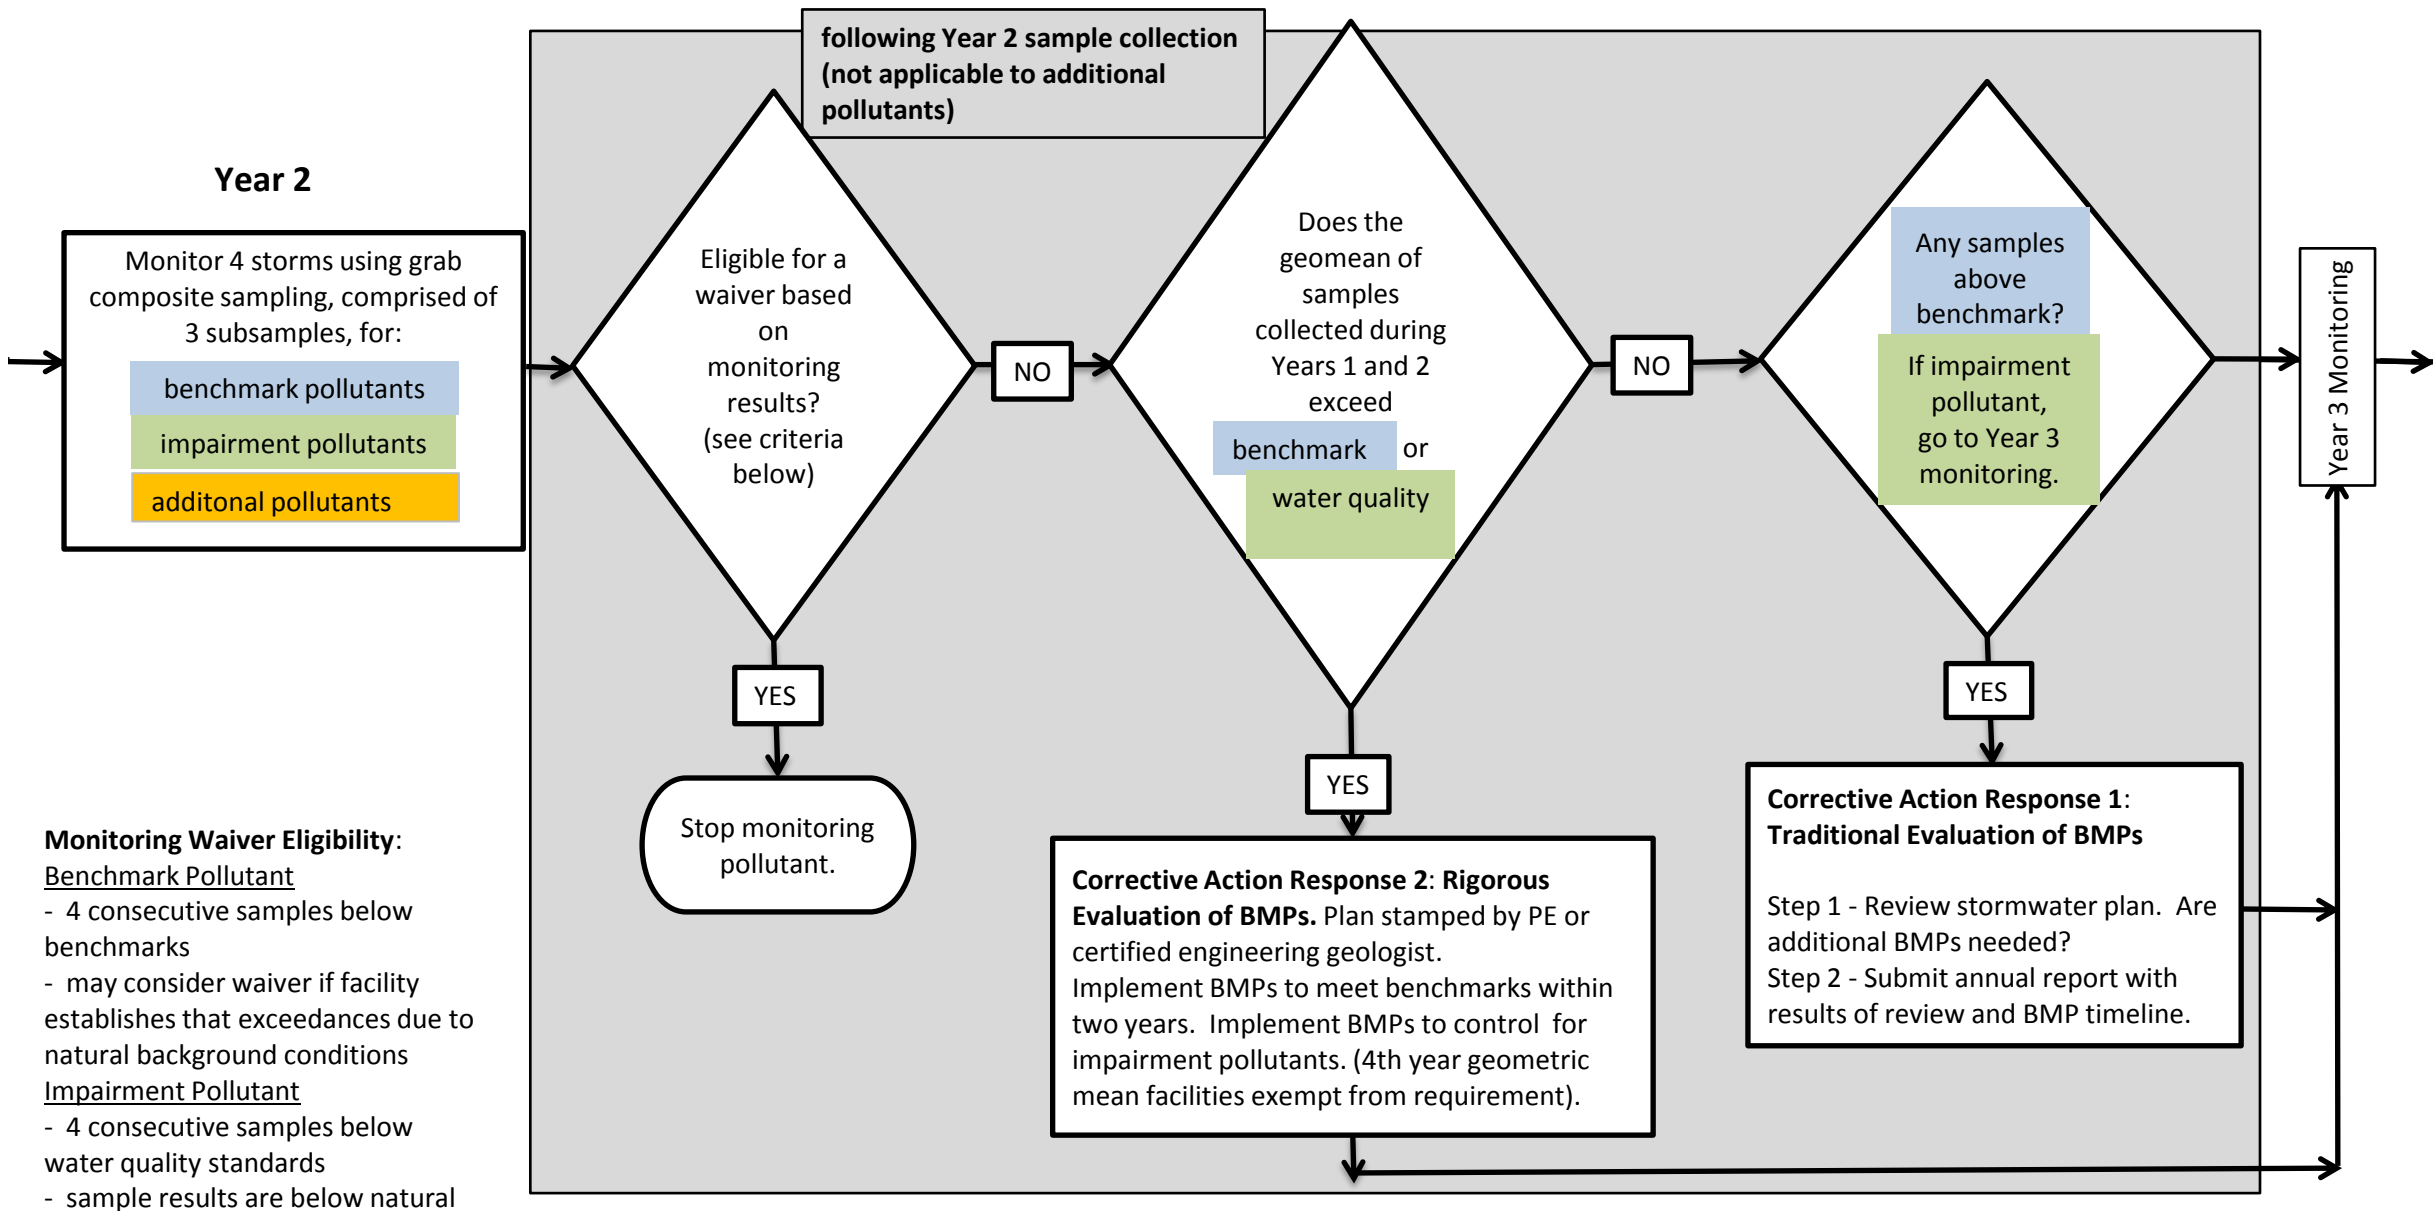 following Year 2 sample collection
(not applicable to additional
pollutants)
Year 2
Monitor 4 storms using grab
composite sampling, comprised of
3 subsamples, for:
benchmark pollutants
impairment pollutants
additonal pollutants
Eligible for a
waiver based
on
monitoring
results?
(see criteria
below)
NO
Does the
geomean of
samples
collected during
Years 1 and 2
exceed
benchmark or
water quality
NO
Any samples
above
benchmark?
If impairment
pollutant,
go to Year 3
monitoring.
Year 3 Monitoring
YES
YES
YES
Stop monitoring
pollutant.
Corrective Action Response 2: Rigorous
Evaluation of BMPs. Plan stamped by PE or
certified engineering geologist.
Implement BMPs to meet benchmarks within
two years. Implement BMPs to control for
impairment pollutants. (4th year geometric
mean facilities exempt from requirement).
Corrective Action Response 1:
Traditional Evaluation of BMPs
Step 1 - Review stormwater plan. Are
additional BMPs needed?
Step 2 - Submit annual report with
results of review and BMP timeline.
Monitoring Waiver Eligibility:
Benchmark Pollutant
- 4 consecutive samples below
benchmarks
- may consider waiver if facility
establishes that exceedances due to
natural background conditions
Impairment Pollutant
- 4 consecutive samples below
water quality standards
- sample results are below natural